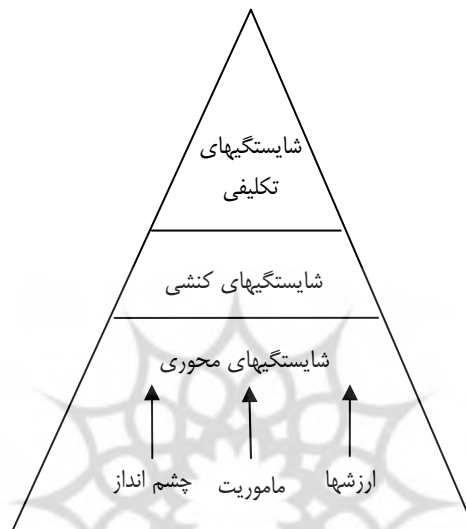 شایستگیهای
تکلیفی
شایستگیهای کنشی
شایستگیهای محوری
ارزشها
ماموریت
چشم انداز